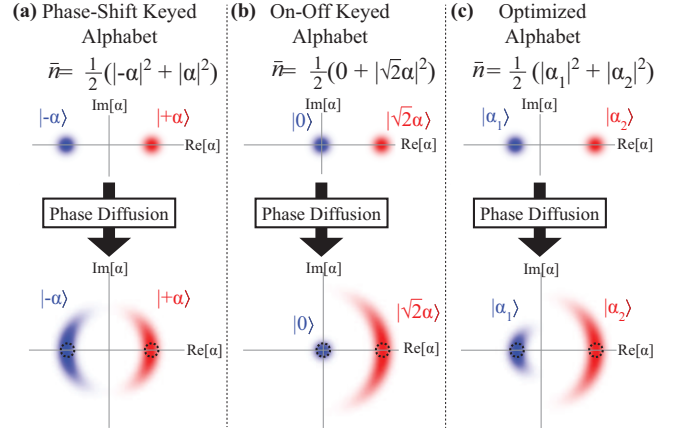 (a) Phase-Shift Keyed
Alphabet
n̄= 1/2(|-α|² + |α|²)
Im[α]
|-α⟩
|+α⟩
Re[α]
Phase Diffusion
Im[α]
|-α⟩
|+α⟩
Re[α]
(b) On-Off Keyed
Alphabet
n̄= 1/2(0 + |√2α|²)
Im[α]
|0⟩
|√2α⟩
Re[α]
Phase Diffusion
Im[α]
|0⟩
|√2α⟩
Re[α]
(c) Optimized
Alphabet
n̄= 1/2 (|α₁|² + |α₂|²)
Im[α]
|α₁⟩
|α₂⟩
Re[α]
Phase Diffusion
Im[α]
|α₁⟩
|α₂⟩
Re[α]